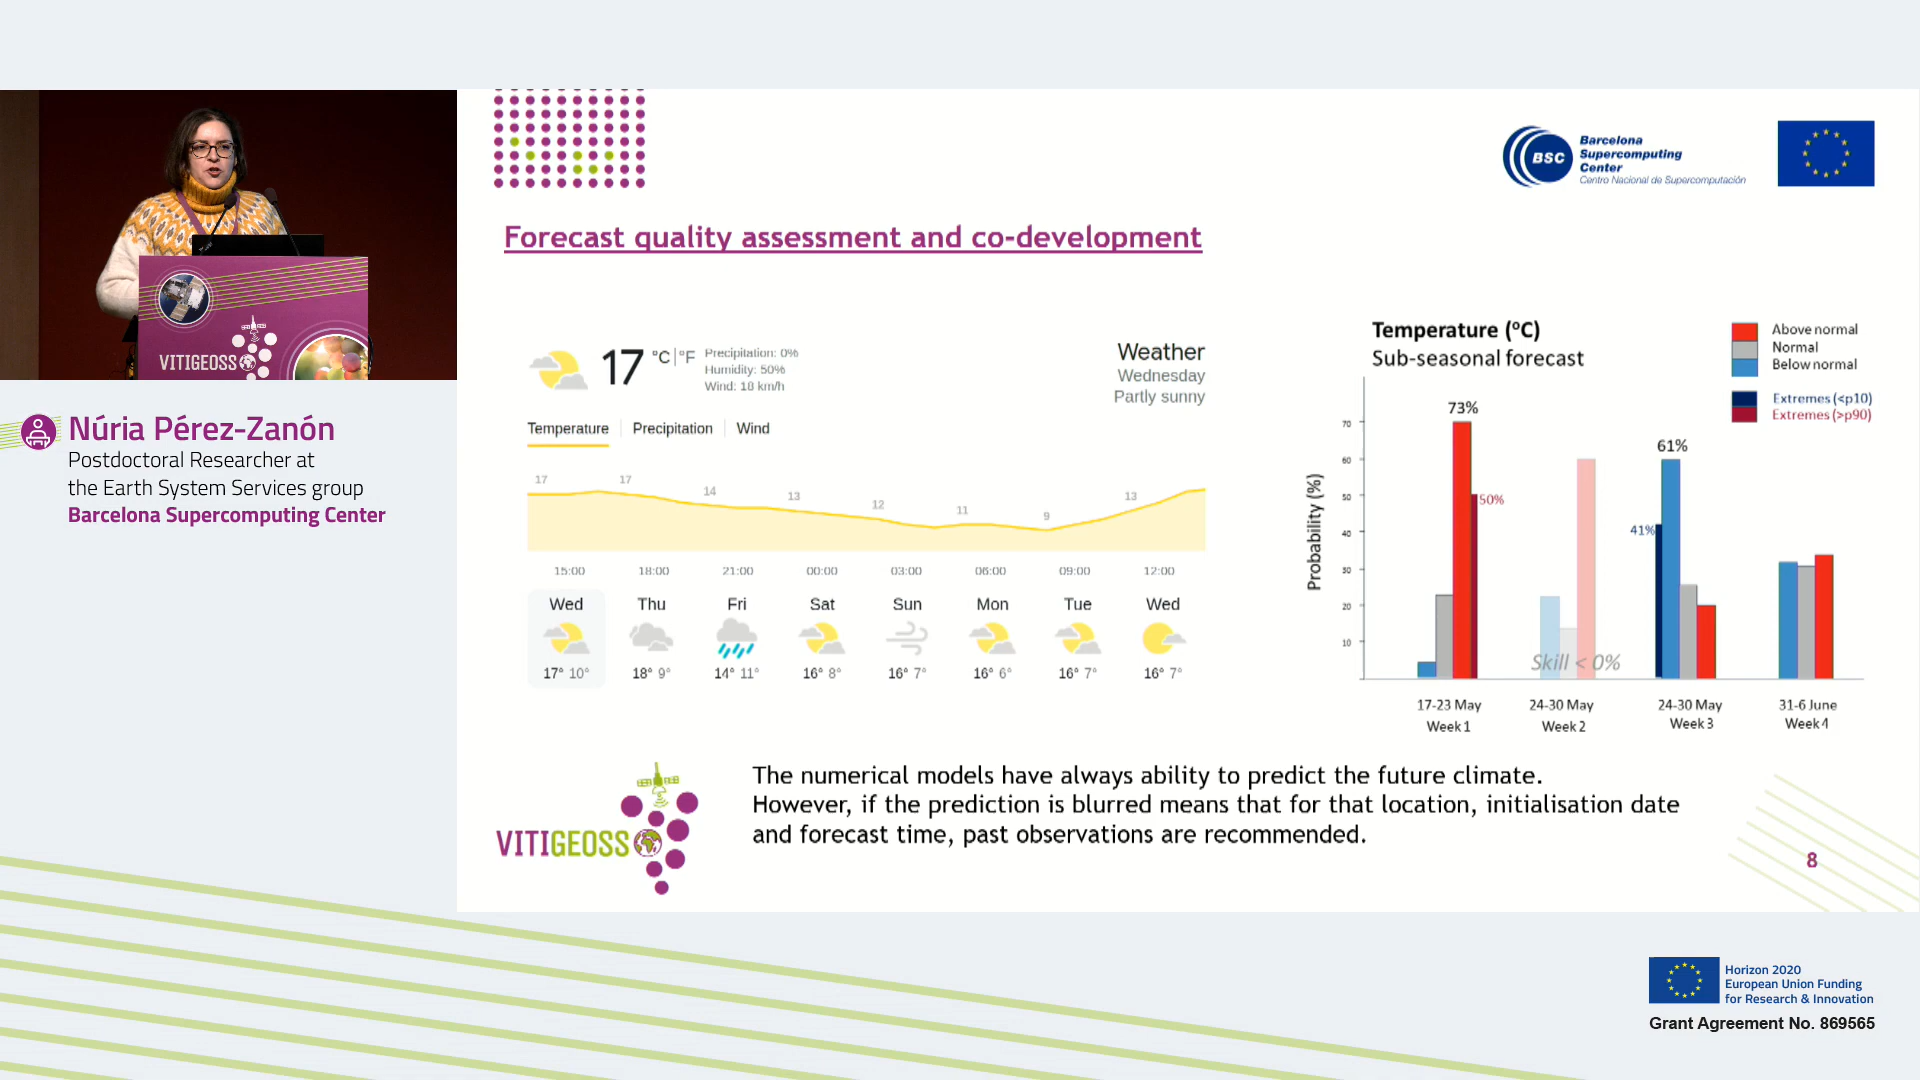 VITIGEOSS
Núria Pérez-Zanón
Postdoctoral Researcher at
the Earth System Services group
Barcelona Supercomputing Center
BSC
Barcelona
Supercomputing
Center
Centro Nacional de Supercomputación
Forecast quality assessment and co-development
17 °C | °F
Precipitation: 0%
Humidity: 50%
Wind: 18 km/h
Weather
Wednesday
Partly sunny
Temperature | Precipitation | Wind
17 17 14 13 12 11 9 13
15:00 18:00 21:00 00:00 03:00 06:00 09:00 12:00
Wed Thu Fri Sat Sun Mon Tue Wed
17° 10° 18° 9° 14° 11° 16° 8° 16° 7° 16° 6° 16° 7° 16° 7°
Temperature (ºC)
Sub-seasonal forecast
Above normal
Normal
Below normal
Extremes (<p10)
Extremes (>p90)
Probability (%)
70
60
50
40
30
20
10
73%
50%
61%
41%
Skill < 0%
17-23 May 24-30 May 24-30 May 31-6 June
Week 1 Week 2 Week 3 Week 4
VITIGEOSS
The numerical models have always ability to predict the future climate.
However, if the prediction is blurred means that for that location, initialisation date
and forecast time, past observations are recommended.
8
Horizon 2020
European Union Funding
for Research & Innovation
Grant Agreement No. 869565